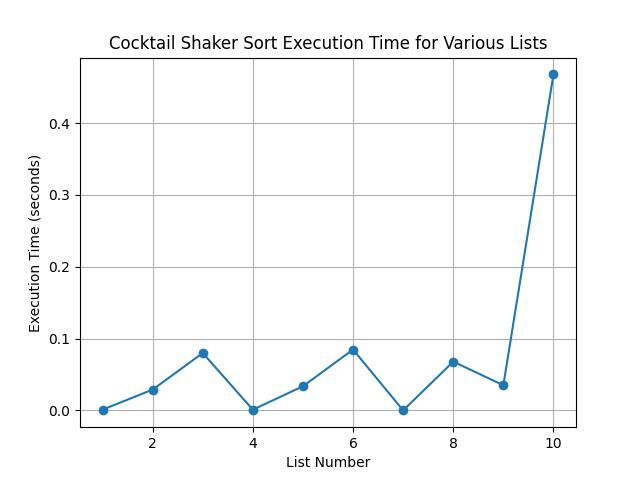 Cocktail Shaker Sort Execution Time for Various Lists
Execution Time (seconds)
0.4
0.3
0.2
0.1
0.0
2 4 6 8 10
List Number